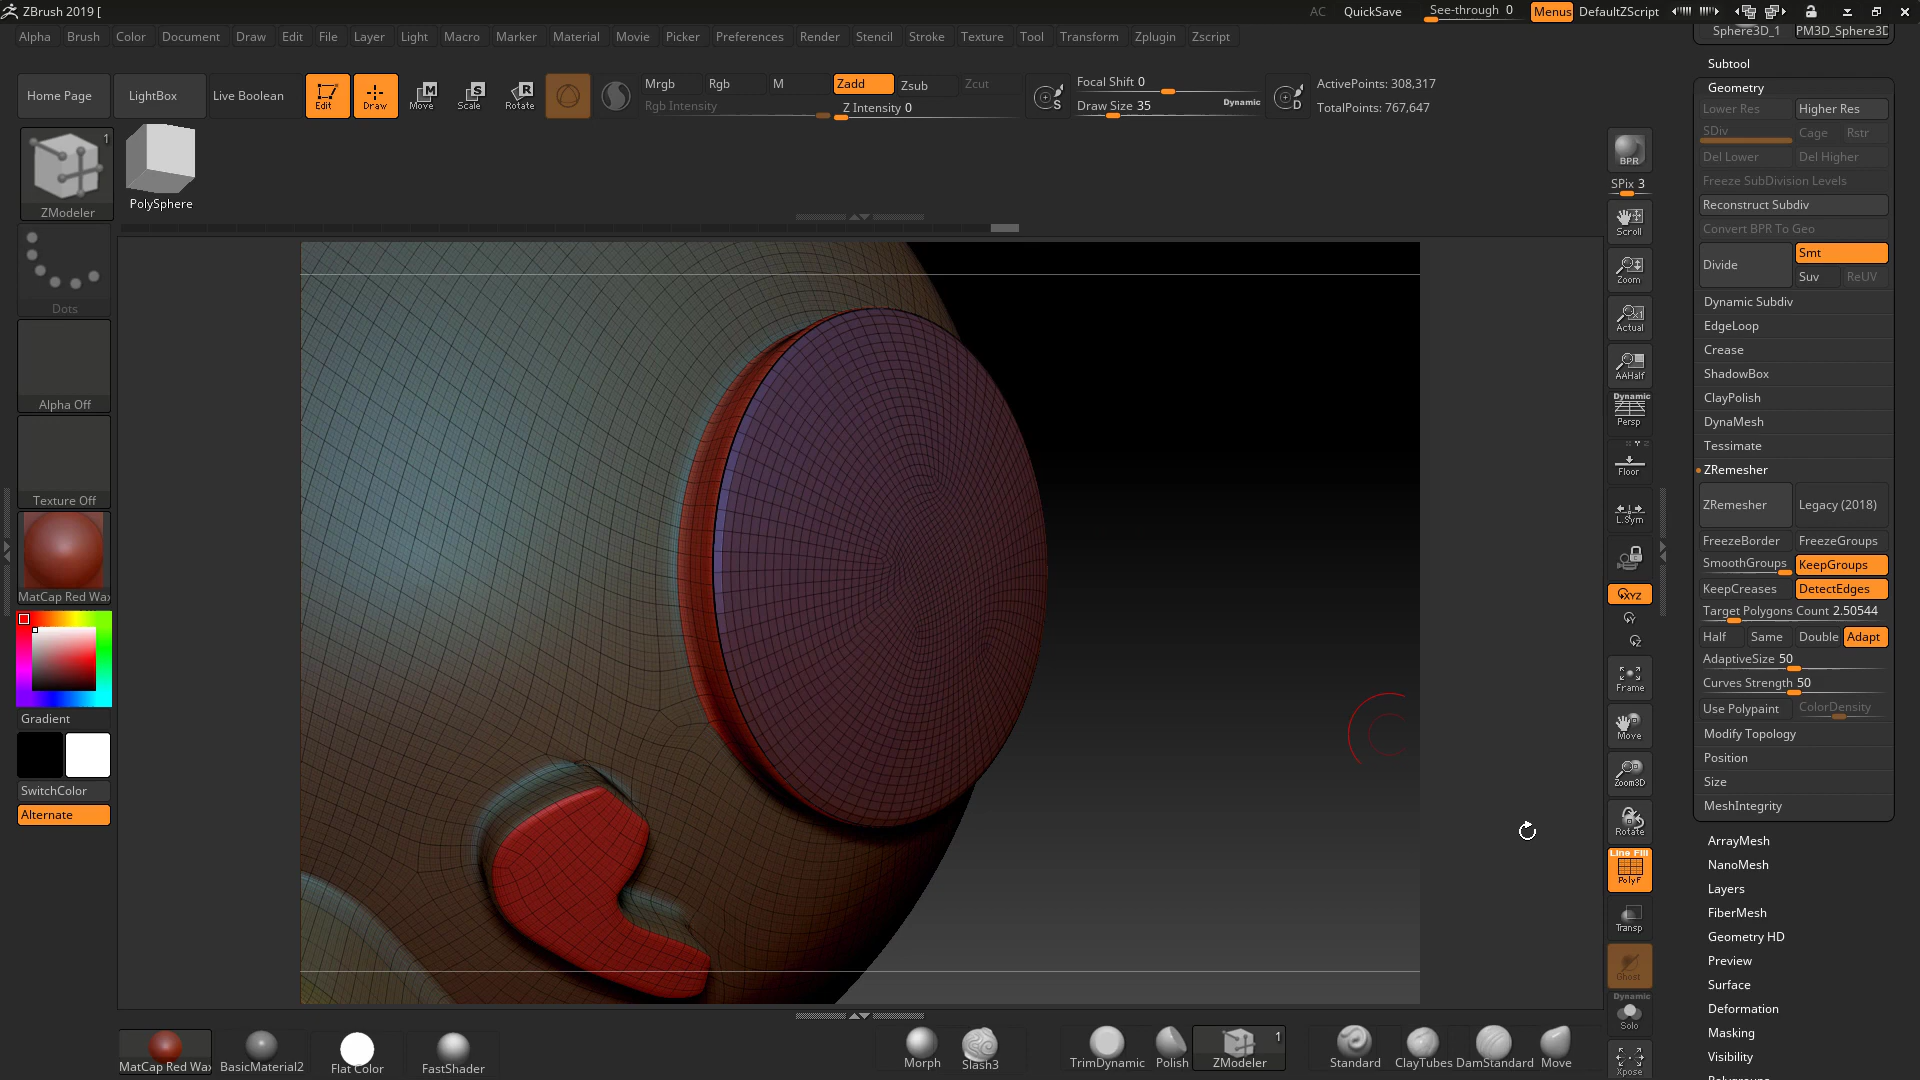 ZBrush 2019 [
AC QuickSave See-through 0 Menus DefaultZScript
Alpha Brush Color Document Draw Edit File Layer Light Macro Marker Material Movie Picker Preferences Render Stencil Stroke Texture Tool Transform Zplugin Zscript
Home Page LightBox Live Boolean Edit Draw Move Scale Rotate
Mrgb Rgb M Zadd Zsub Zcut
Rgb Intensity Z Intensity 0
Focal Shift 0
Draw Size 35 Dynamic
ActivePoints: 308,317
TotalPoints: 767,647
1
ZModeler
PolySphere
Dots
Alpha Off
Texture Off
MatCap Red Wax
Gradient
SwitchColor
Alternate
BPR
SPix 3
Scroll
Zoom
Actual
AAHalf
Dynamic
Persp
Floor
L.Sym
XYZ
Frame
Move
Zoom3D
Rotate
Line Fill
PolyF
Transp
Ghost
Dynamic
Solo
Xpose
Sphere3D_1 PM3D_Sphere3D
Subtool
Geometry
Lower Res Higher Res
SDiv Cage Rstr
Del Lower Del Higher
Freeze SubDivision Levels
Reconstruct Subdiv
Convert BPR To Geo
Divide Smt
Suv ReUV
Dynamic Subdiv
EdgeLoop
Crease
ShadowBox
ClayPolish
DynaMesh
Tessimate
ZRemesher
ZRemesher Legacy (2018)
FreezeBorder FreezeGroups
SmoothGroups KeepGroups
KeepCreases DetectEdges
Target Polygons Count 2.50544
Half Same Double Adapt
AdaptiveSize 50
Curves Strength 50
Use Polypaint ColorDensity
Modify Topology
Position
Size
MeshIntegrity
ArrayMesh
NanoMesh
Layers
FiberMesh
Geometry HD
Preview
Surface
Deformation
Masking
Visibility
MatCap Red Wax BasicMaterial2 Flat Color FastShader Morph Slash3 TrimDynamic Polish ZModeler 1 Standard ClayTubes DamStandard Move